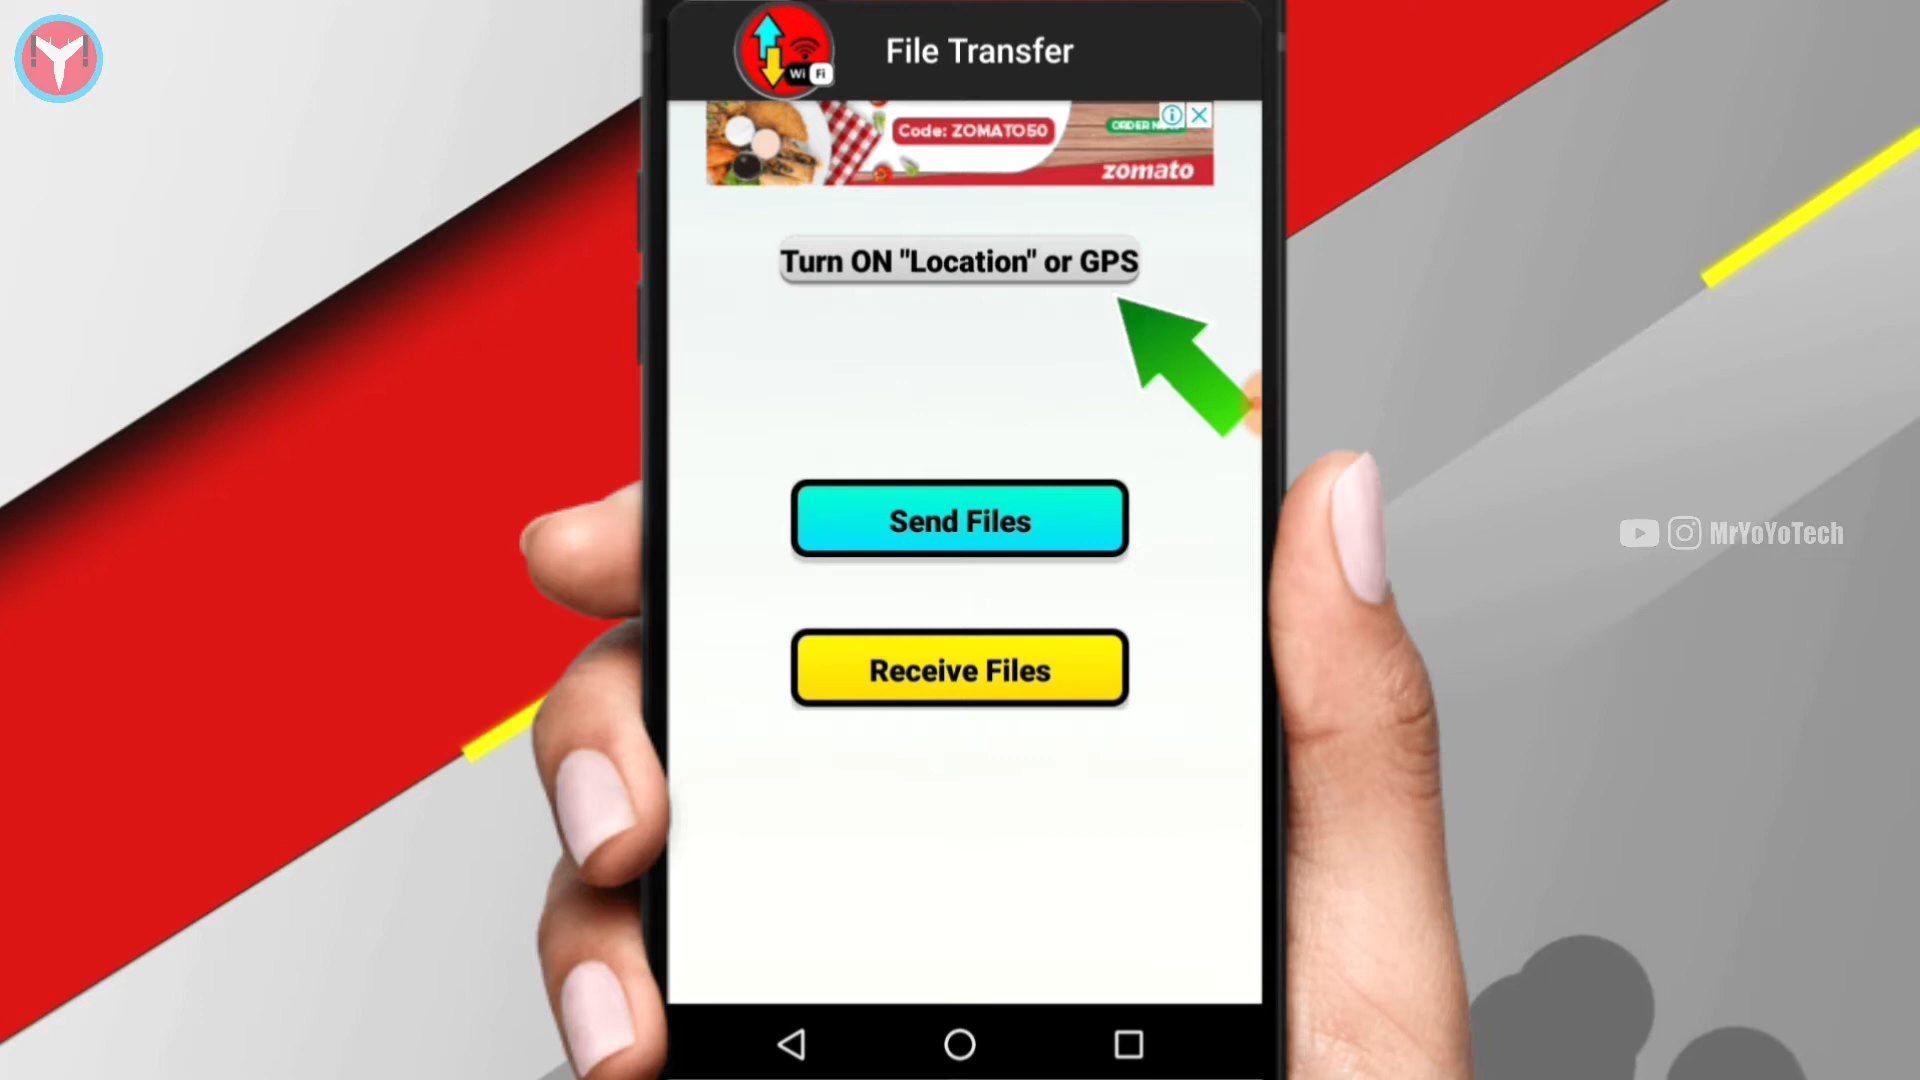 Wi Fi
File Transfer
Code: ZOMATO50
zomato
Turn ON "Location" or GPS
Send Files
Receive Files
MrYoYoTech